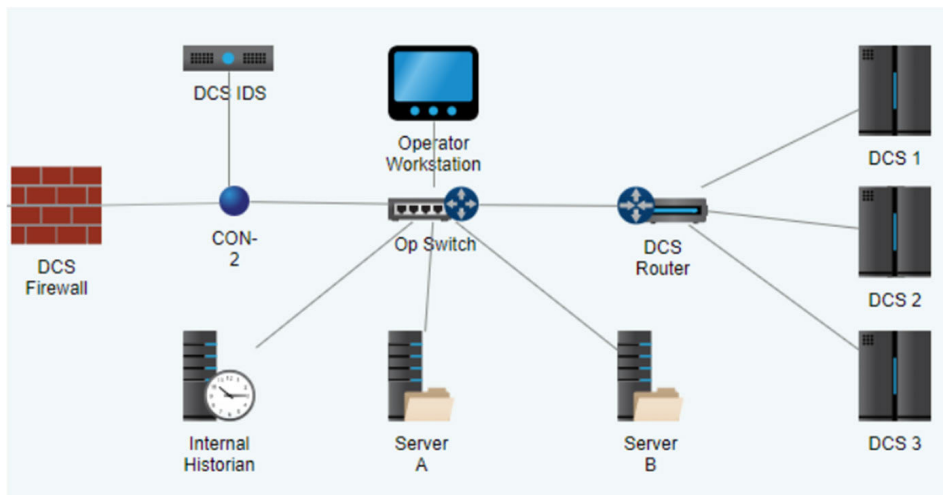 DCS IDS
Operator
Workstation
DCS 1
CON-
2
Op Switch
DCS
Router
DCS
Firewall
DCS 2
Internal
Historian
Server
A
Server
B
DCS 3